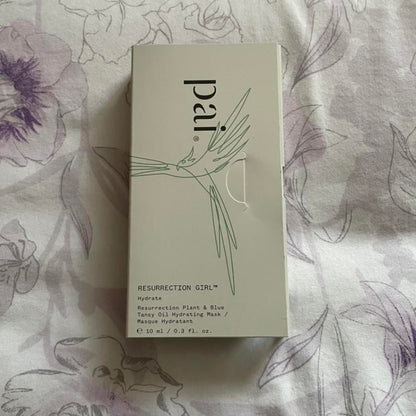 pai®
RESURRECTION GIRL™
Hydrate
Resurrection Plant & Blue
Tansy Oil Hydrating Mask /
Masque Hydratant
℮ 10 ml / 0.3 fl. oz.